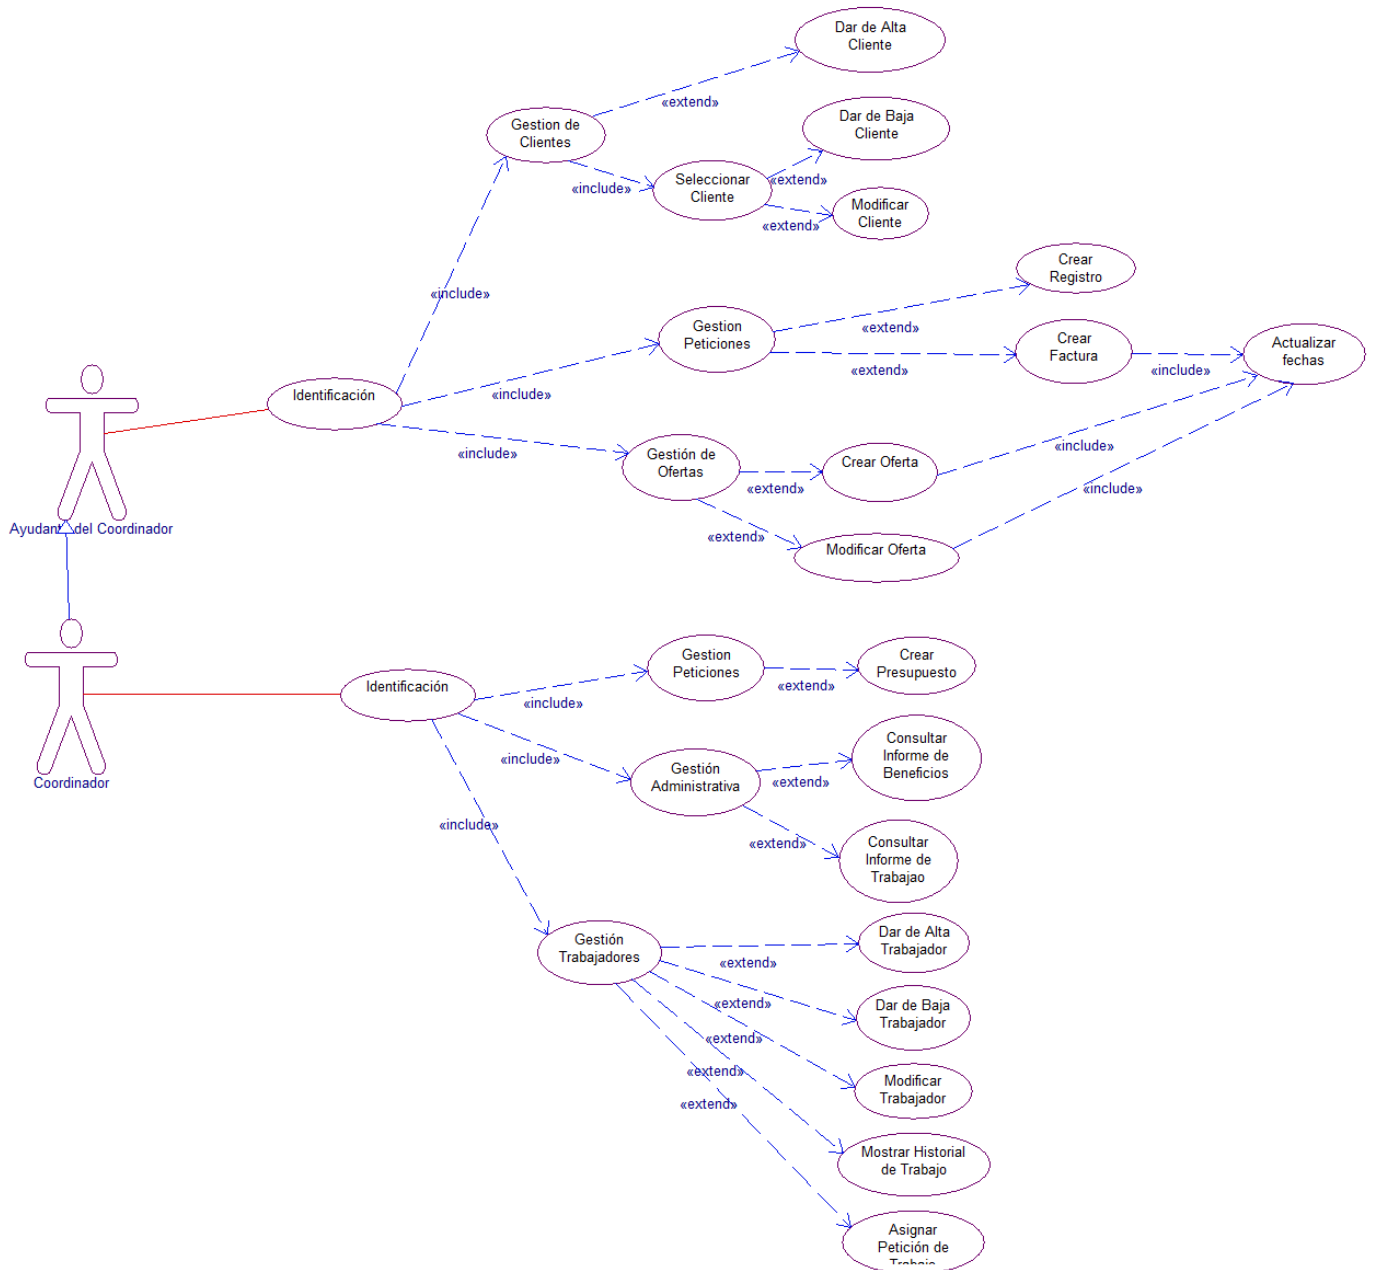 Dar de Alta
Cliente
«extend»
Gestion de
Clientes
Dar de Baja
Cliente
«include»
Seleccionar
Cliente
«extend»
Modificar
Cliente
«extend»
Crear
Registro
«include»
Gestion
Peticiones
«extend»
Crear
Factura
Actualizar
fechas
«extend»
«include»
Identificación
«include»
«include»
Gestión de
Ofertas
Crear Oferta
«include»
«extend»
«include»
«extend»
Modificar Oferta
del Coordinador
Gestion
Peticiones
Crear
Presupuesto
«extend»
Identificación
«include»
Coordinador
«include»
Gestión
Administrativa
Consultar
Informe de
Beneficios
«extend»
«include»
«extend»
Consultar
Informe de
Trabajao
Gestión
Trabajadores
Dar de Alta
Trabajador
«extend»
Dar de Baja
Trabajador
«extend»
«extend»
Modificar
Trabajador
«extend»
«extend»
Mostrar Historial
de Trabajo
Asignar
Petición de
Trabajo